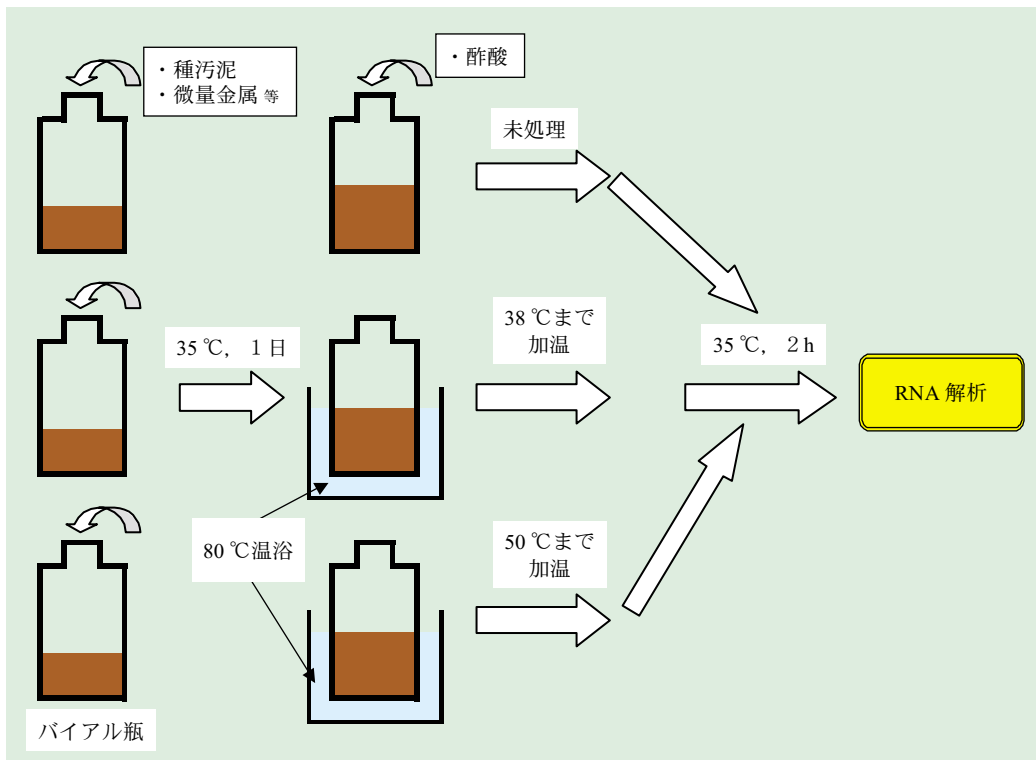 ・種汚泥
・微量金属 等
・酢酸
未処理
35 ℃， １日
38 ℃まで
加温
35 ℃， ２h
RNA 解析
80 ℃温浴
50 ℃まで
加温
バイアル瓶